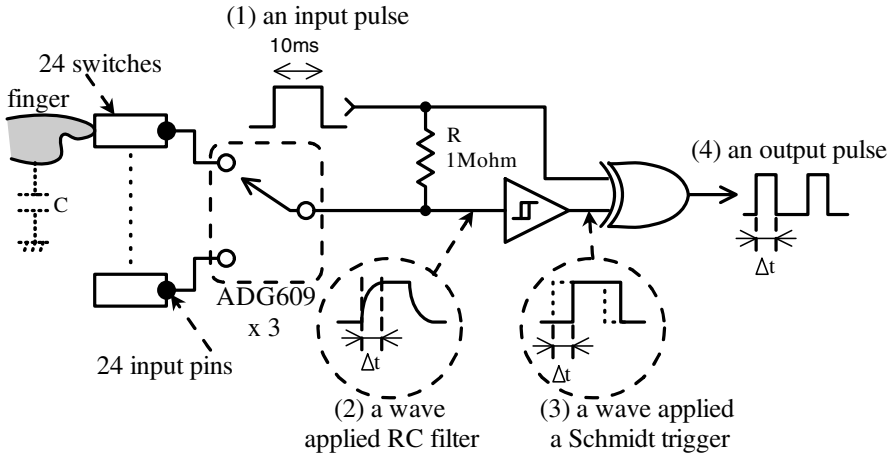 (1) an input pulse
10ms
24 switches
finger
R
1Mohm
(4) an output pulse
C
Δt
ADG609
x 3
Δt
Δt
24 input pins
(2) a wave
applied RC filter
(3) a wave applied
a Schmidt trigger